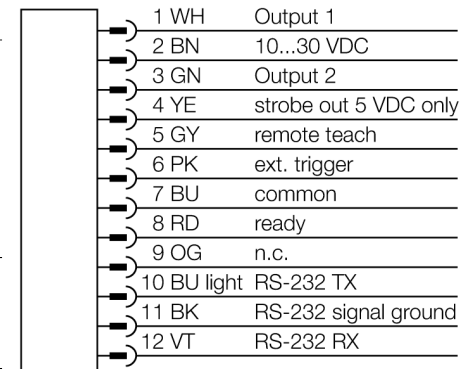 1 WH Output 1
2 BN 10...30 VDC
3 GN Output 2
4 YE strobe out 5 VDC only
5 GY remote teach
6 PK ext. trigger
7 BU common
8 RD ready
9 OG n.c.
10 BU light RS-232 TX
11 BK RS-232 signal ground
12 VT RS-232 RX